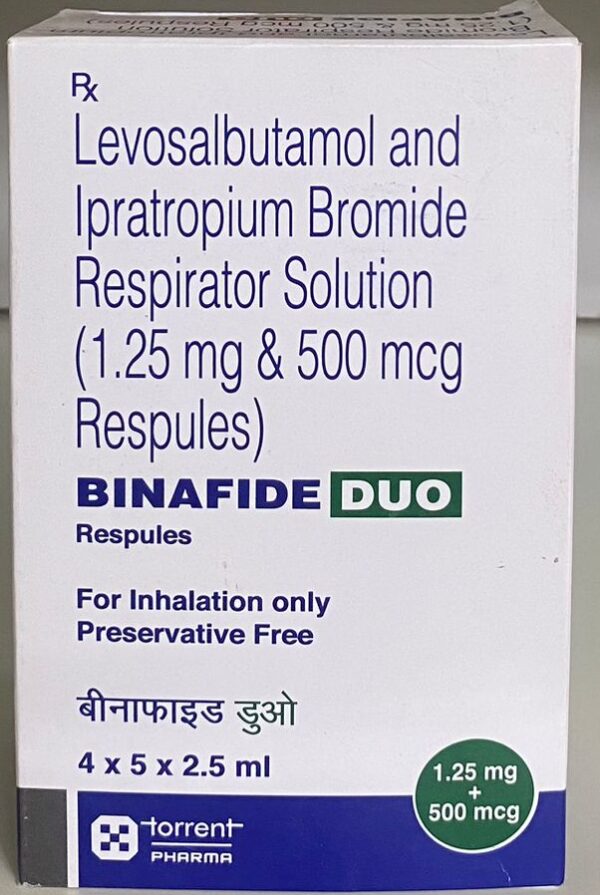 Rx
Levosalbutamol and
Ipratropium Bromide
Respirator Solution
(1.25 mg & 500 mcg
Respules)
BINAFIDE DUO
Respules
For Inhalation only
Preservative Free
बीनाफाइड डुओ
4 x 5 x 2.5 ml
1.25 mg
+
500 mcg
torrent
PHARMA